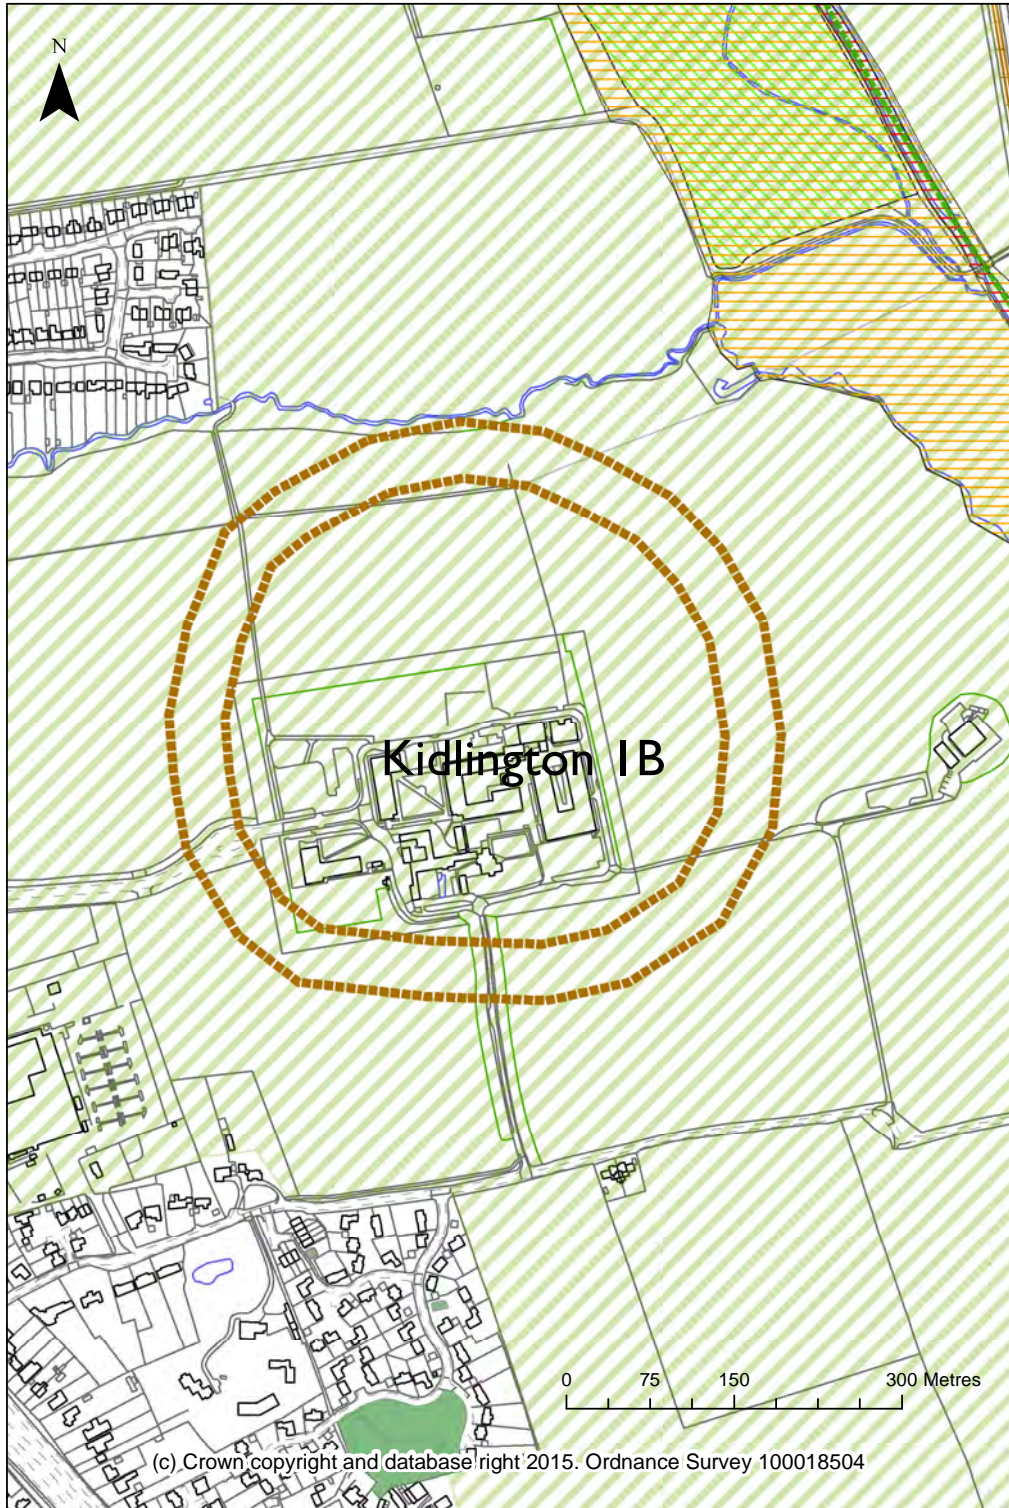 N
Kidlington 1B
0 75 150 300 Metres
(c) Crown copyright and database right 2015. Ordnance Survey 100018504